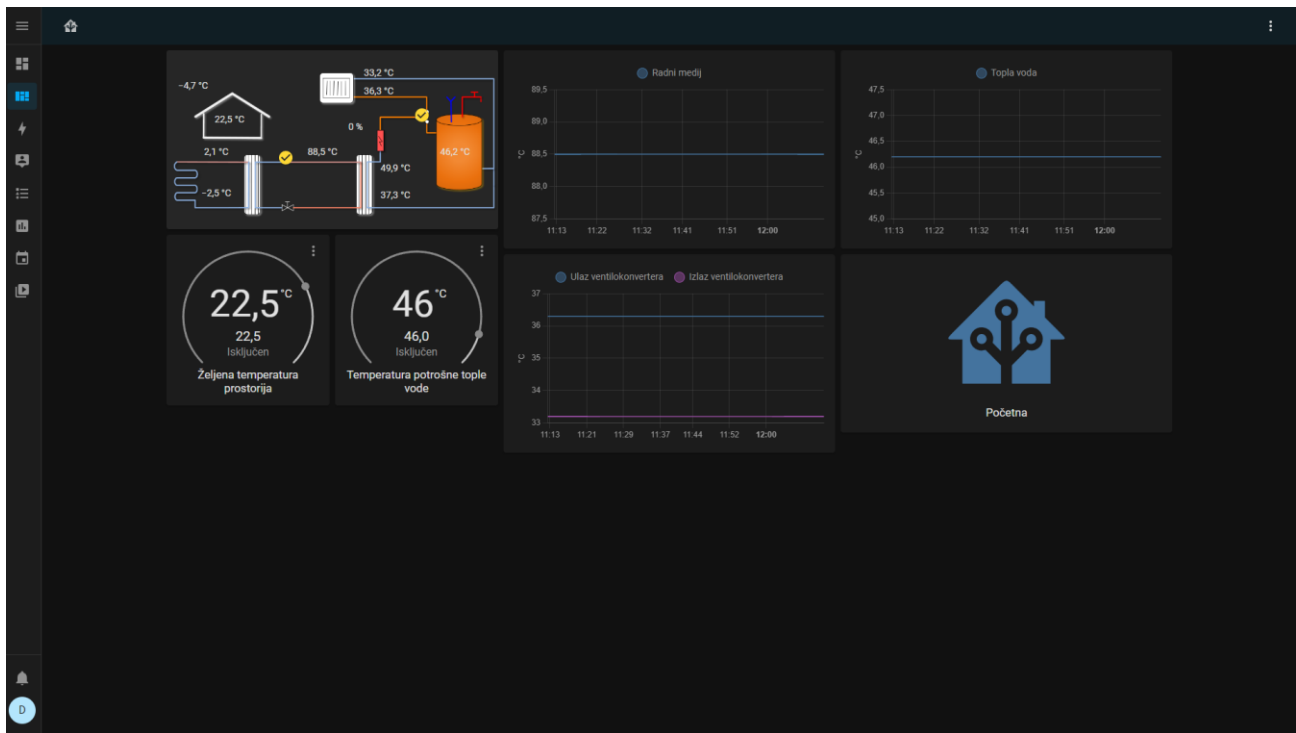 −4,7 °C
22,5 °C
33,2 °C
36,3 °C
0 %
2,1 °C
88,5 °C
49,9 °C
46,2 °C
−2,5 °C
37,3 °C
Radni medij
89,5
89,0
°C
88,5
88,0
87,5
11:13 11:22 11:32 11:41 11:51 12:00
Topla voda
47,5
47,0
46,5
°C
46,0
45,5
45,0
11:13 11:22 11:32 11:41 11:51 12:00
22,5 °C
22,5
Isključen
Željena temperatura
prostorija
46 °C
46,0
Isključen
Temperatura potrošne tople
vode
Ulaz ventilokonvertera Izlaz ventilokonvertera
37
36
°C
35
34
33
11:13 11:21 11:29 11:37 11:44 11:52 12:00
Početna
D